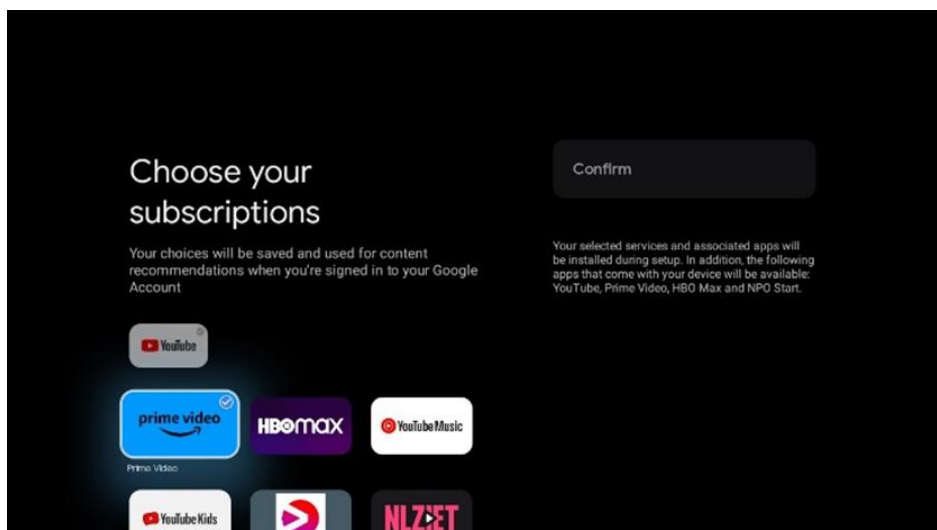 Choose your
subscriptions
Your choices will be saved and used for content
recommendations when you're signed in to your Google
Account
Confirm
Your selected services and associated apps will
be installed during setup. In addition, the following
apps that come with your device will be available:
YouTube, Prime Video, HBO Max and NPO Start.
YouTube
prime video
HBOmax
YouTube Music
Prime Video
YouTube Kids
NLZIET